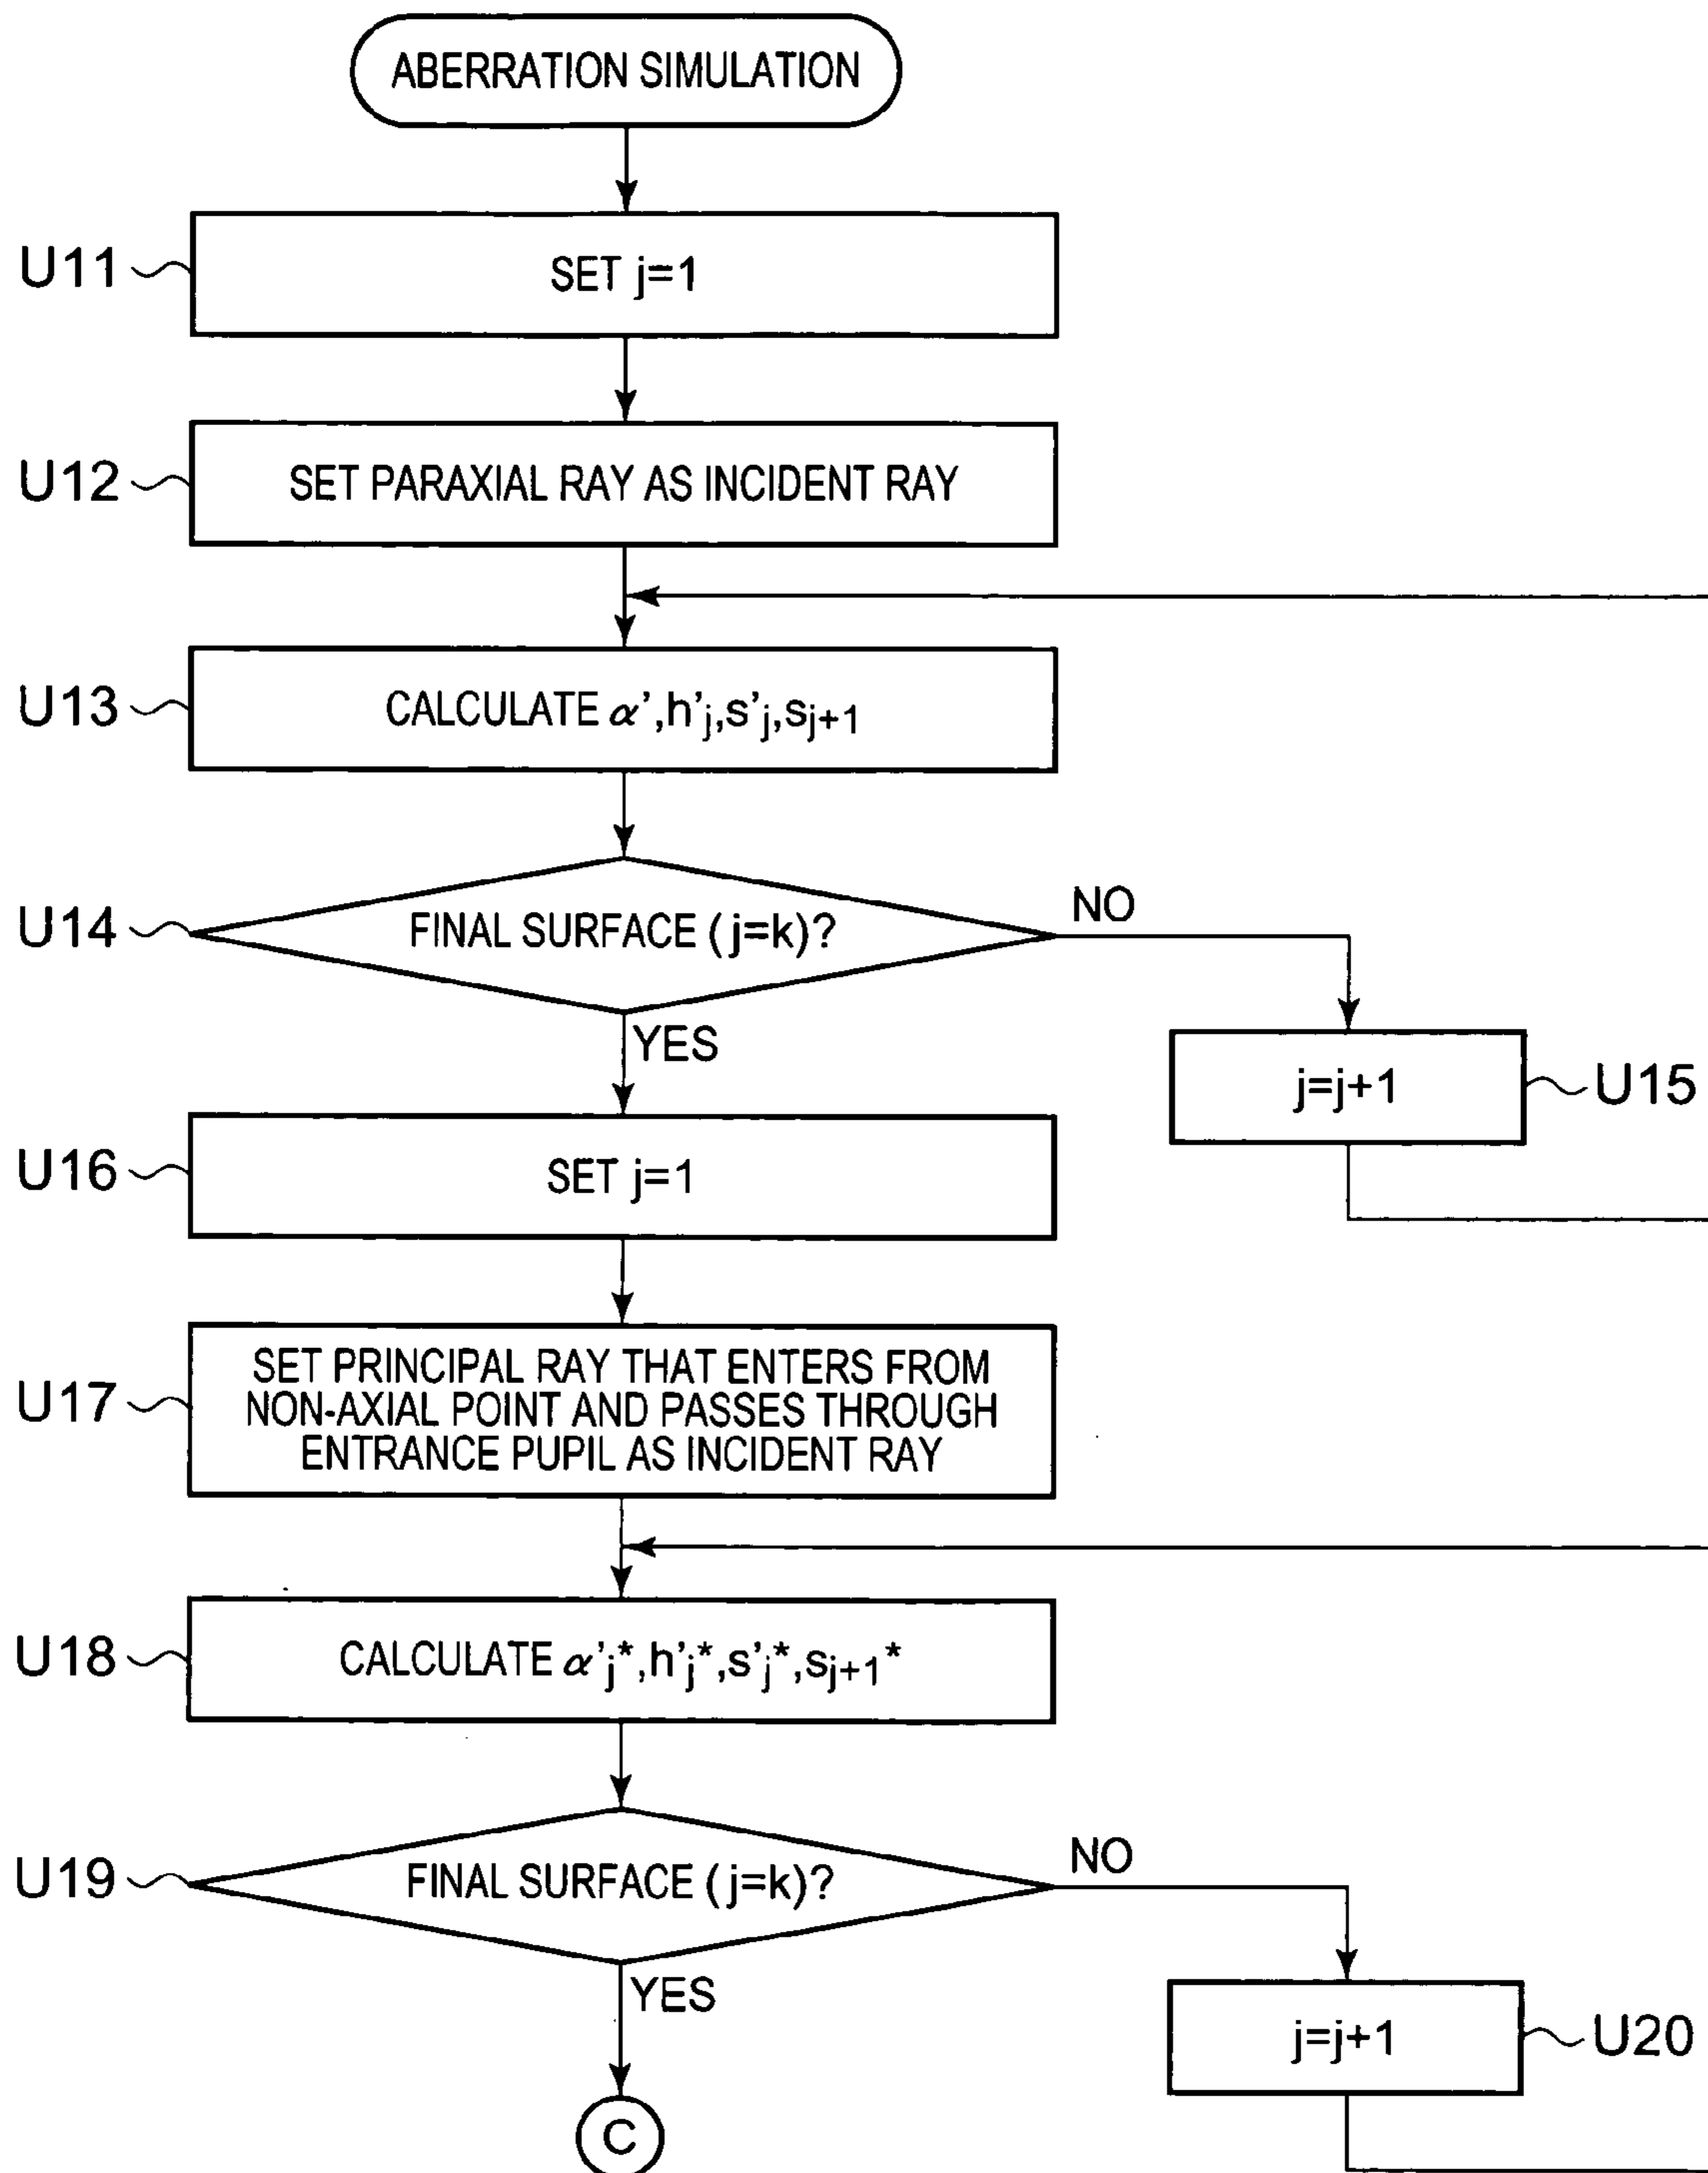 ABERRATION SIMULATION
U11
SET j=1
U12
SET PARAXIAL RAY AS INCIDENT RAY
U13
CALCULATE α',h'j,s'j,sj+1
U14
FINAL SURFACE (j=k)?
NO
YES
j=j+1
U15
U16
SET j=1
U17
SET PRINCIPAL RAY THAT ENTERS FROM
NON-AXIAL POINT AND PASSES THROUGH
ENTRANCE PUPIL AS INCIDENT RAY
U18
CALCULATE α'j*,h'j*,s'j*,sj+1*
U19
FINAL SURFACE (j=k)?
NO
YES
j=j+1
U20
C